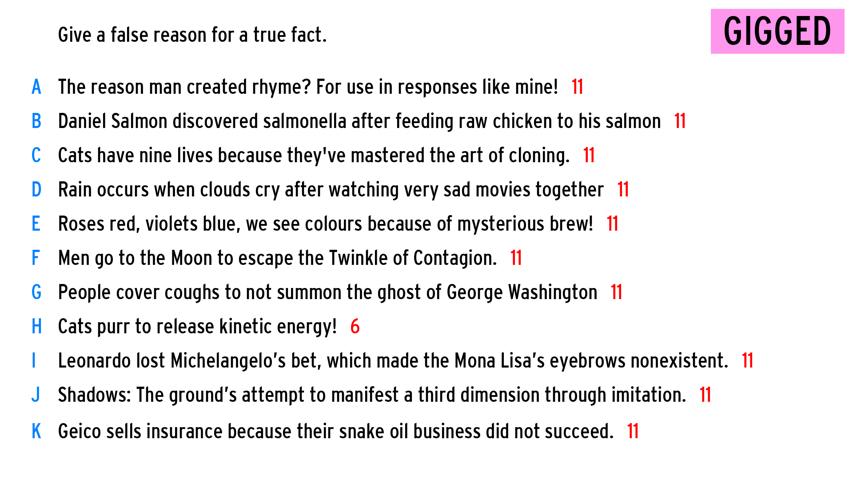 Give a false reason for a true fact.
GIGGED
A The reason man created rhyme? For use in responses like mine! 11
B Daniel Salmon discovered salmonella after feeding raw chicken to his salmon 11
C Cats have nine lives because they've mastered the art of cloning. 11
D Rain occurs when clouds cry after watching very sad movies together 11
E Roses red, violets blue, we see colours because of mysterious brew! 11
F Men go to the Moon to escape the Twinkle of Contagion. 11
G People cover coughs to not summon the ghost of George Washington 11
H Cats purr to release kinetic energy! 6
I Leonardo lost Michelangelo’s bet, which made the Mona Lisa’s eyebrows nonexistent. 11
J Shadows: The ground’s attempt to manifest a third dimension through imitation. 11
K Geico sells insurance because their snake oil business did not succeed. 11